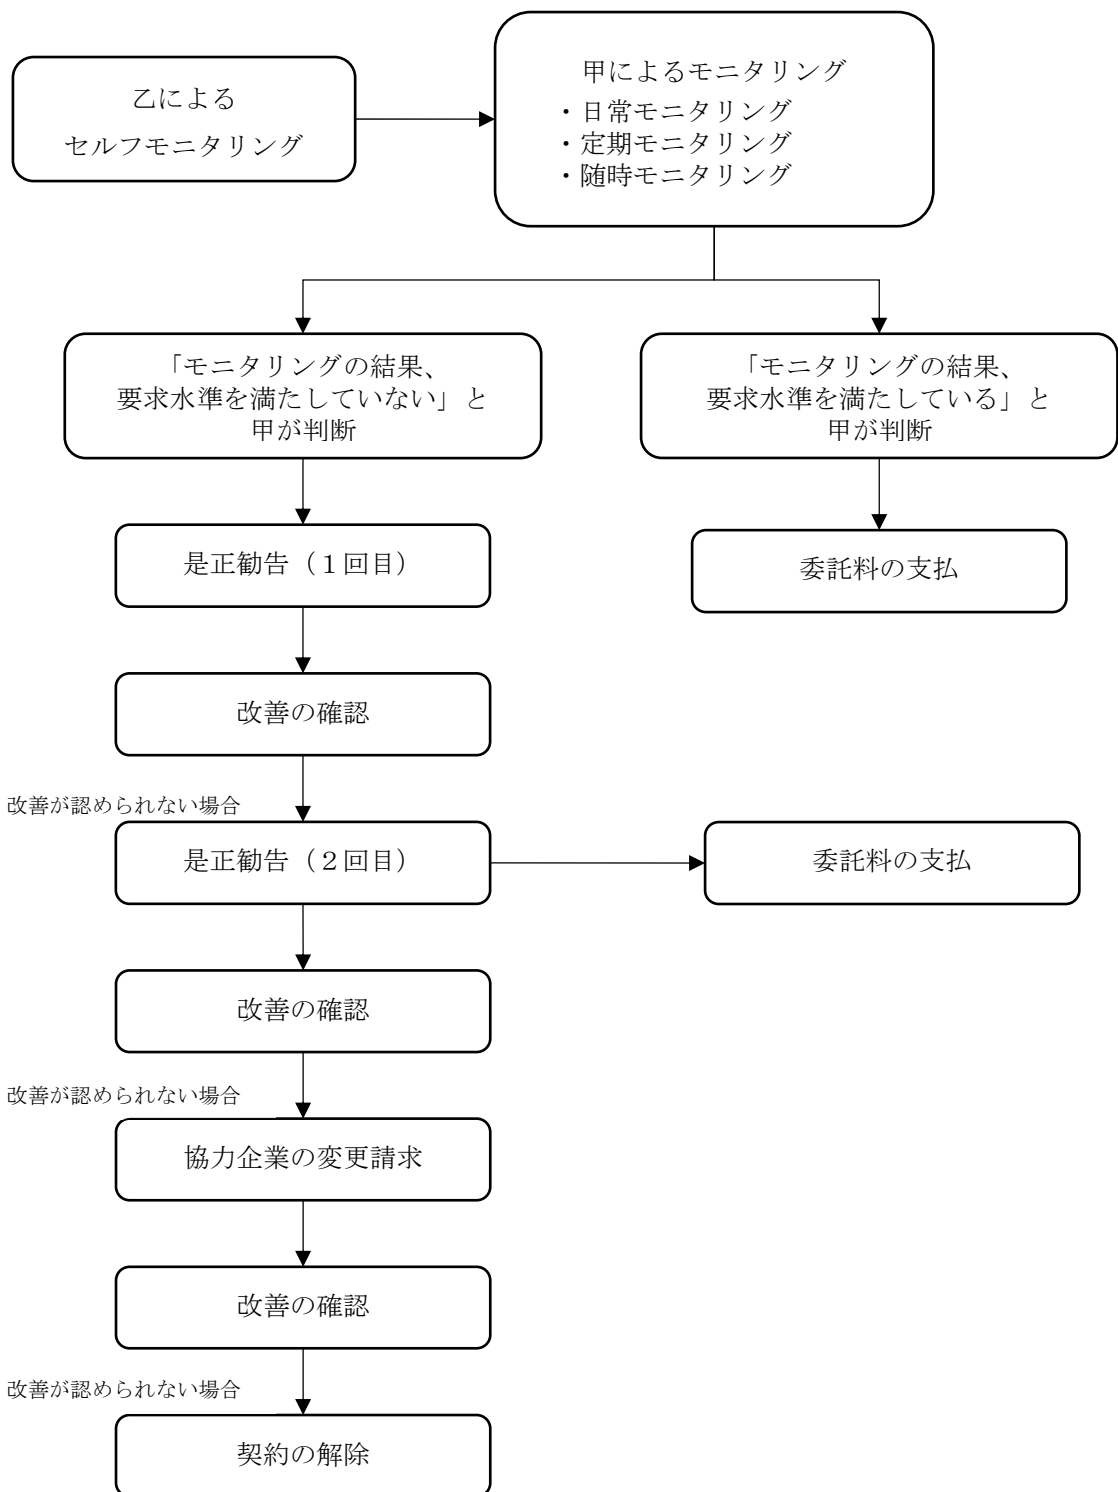 乙による
セルフモニタリング
甲によるモニタリング
・日常モニタリング
・定期モニタリング
・随時モニタリング
「モニタリングの結果、
要求水準を満たしていない」と
甲が判断
「モニタリングの結果、
要求水準を満たしている」と
甲が判断
是正勧告（１回目）
委託料の支払
改善の確認
改善が認められない場合
是正勧告（２回目）
委託料の支払
改善の確認
改善が認められない場合
協力企業の変更請求
改善の確認
改善が認められない場合
契約の解除